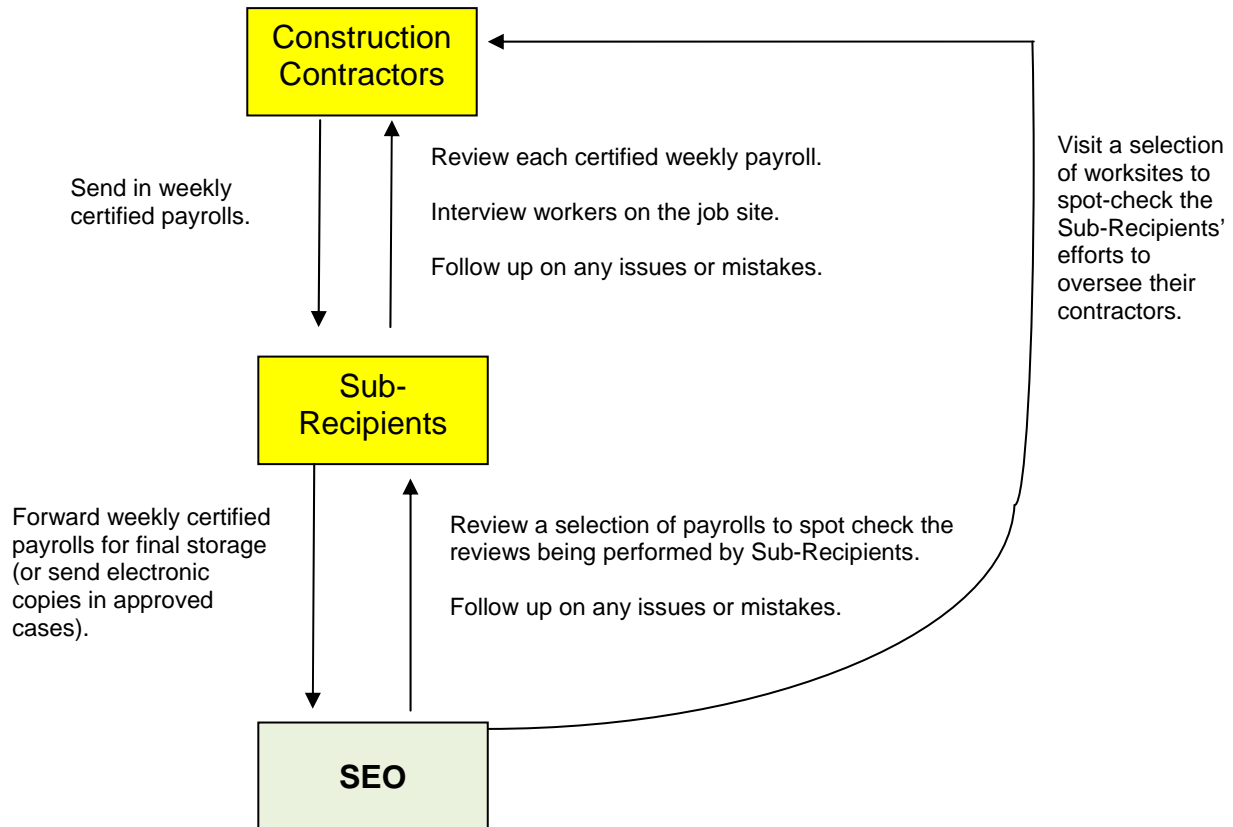 Construction
Contractors
Send in weekly
certified payrolls.
Review each certified weekly payroll.
Interview workers on the job site.
Follow up on any issues or mistakes.
Visit a selection
of worksites to
spot-check the
Sub-Recipients’
efforts to
oversee their
contractors.
Sub-
Recipients
Forward weekly certified
payrolls for final storage
(or send electronic
copies in approved
cases).
Review a selection of payrolls to spot check the
reviews being performed by Sub-Recipients.
Follow up on any issues or mistakes.
SEO